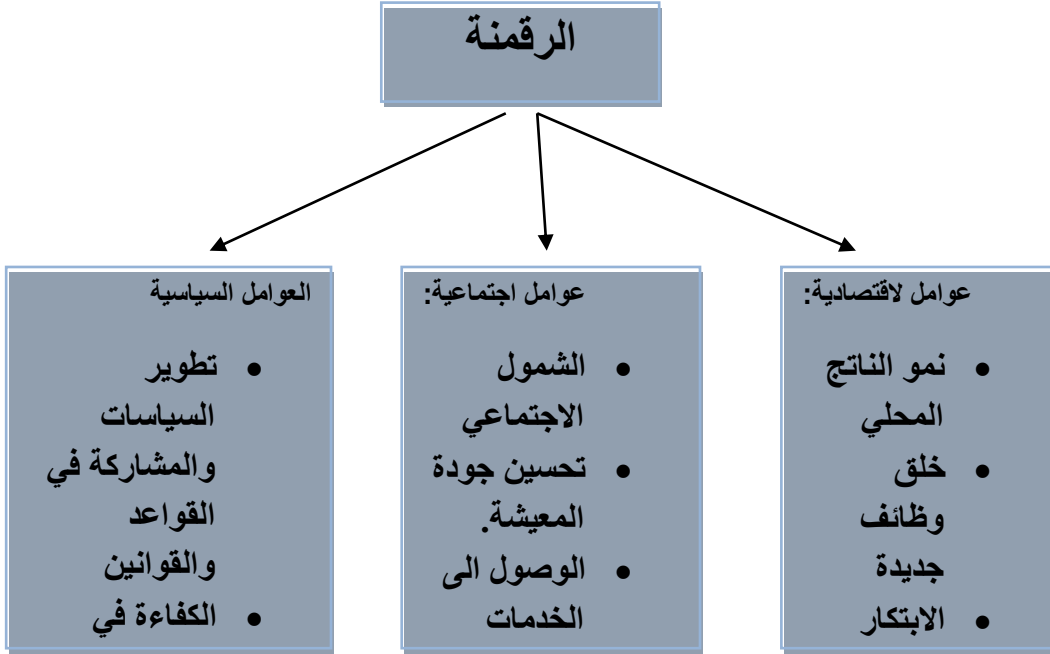 الرقمنة
عوامل لاقتصادية:
• نمو الناتج
المحلي
• خلق
وظائف
جديدة
• الابتكار
عوامل اجتماعية:
• الشمول
الاجتماعي
• تحسين جودة
المعيشة.
• الوصول الى
الخدمات
العوامل السياسية
• تطوير
السياسات
والمشاركة في
القواعد
والقوانين
• الكفاءة في